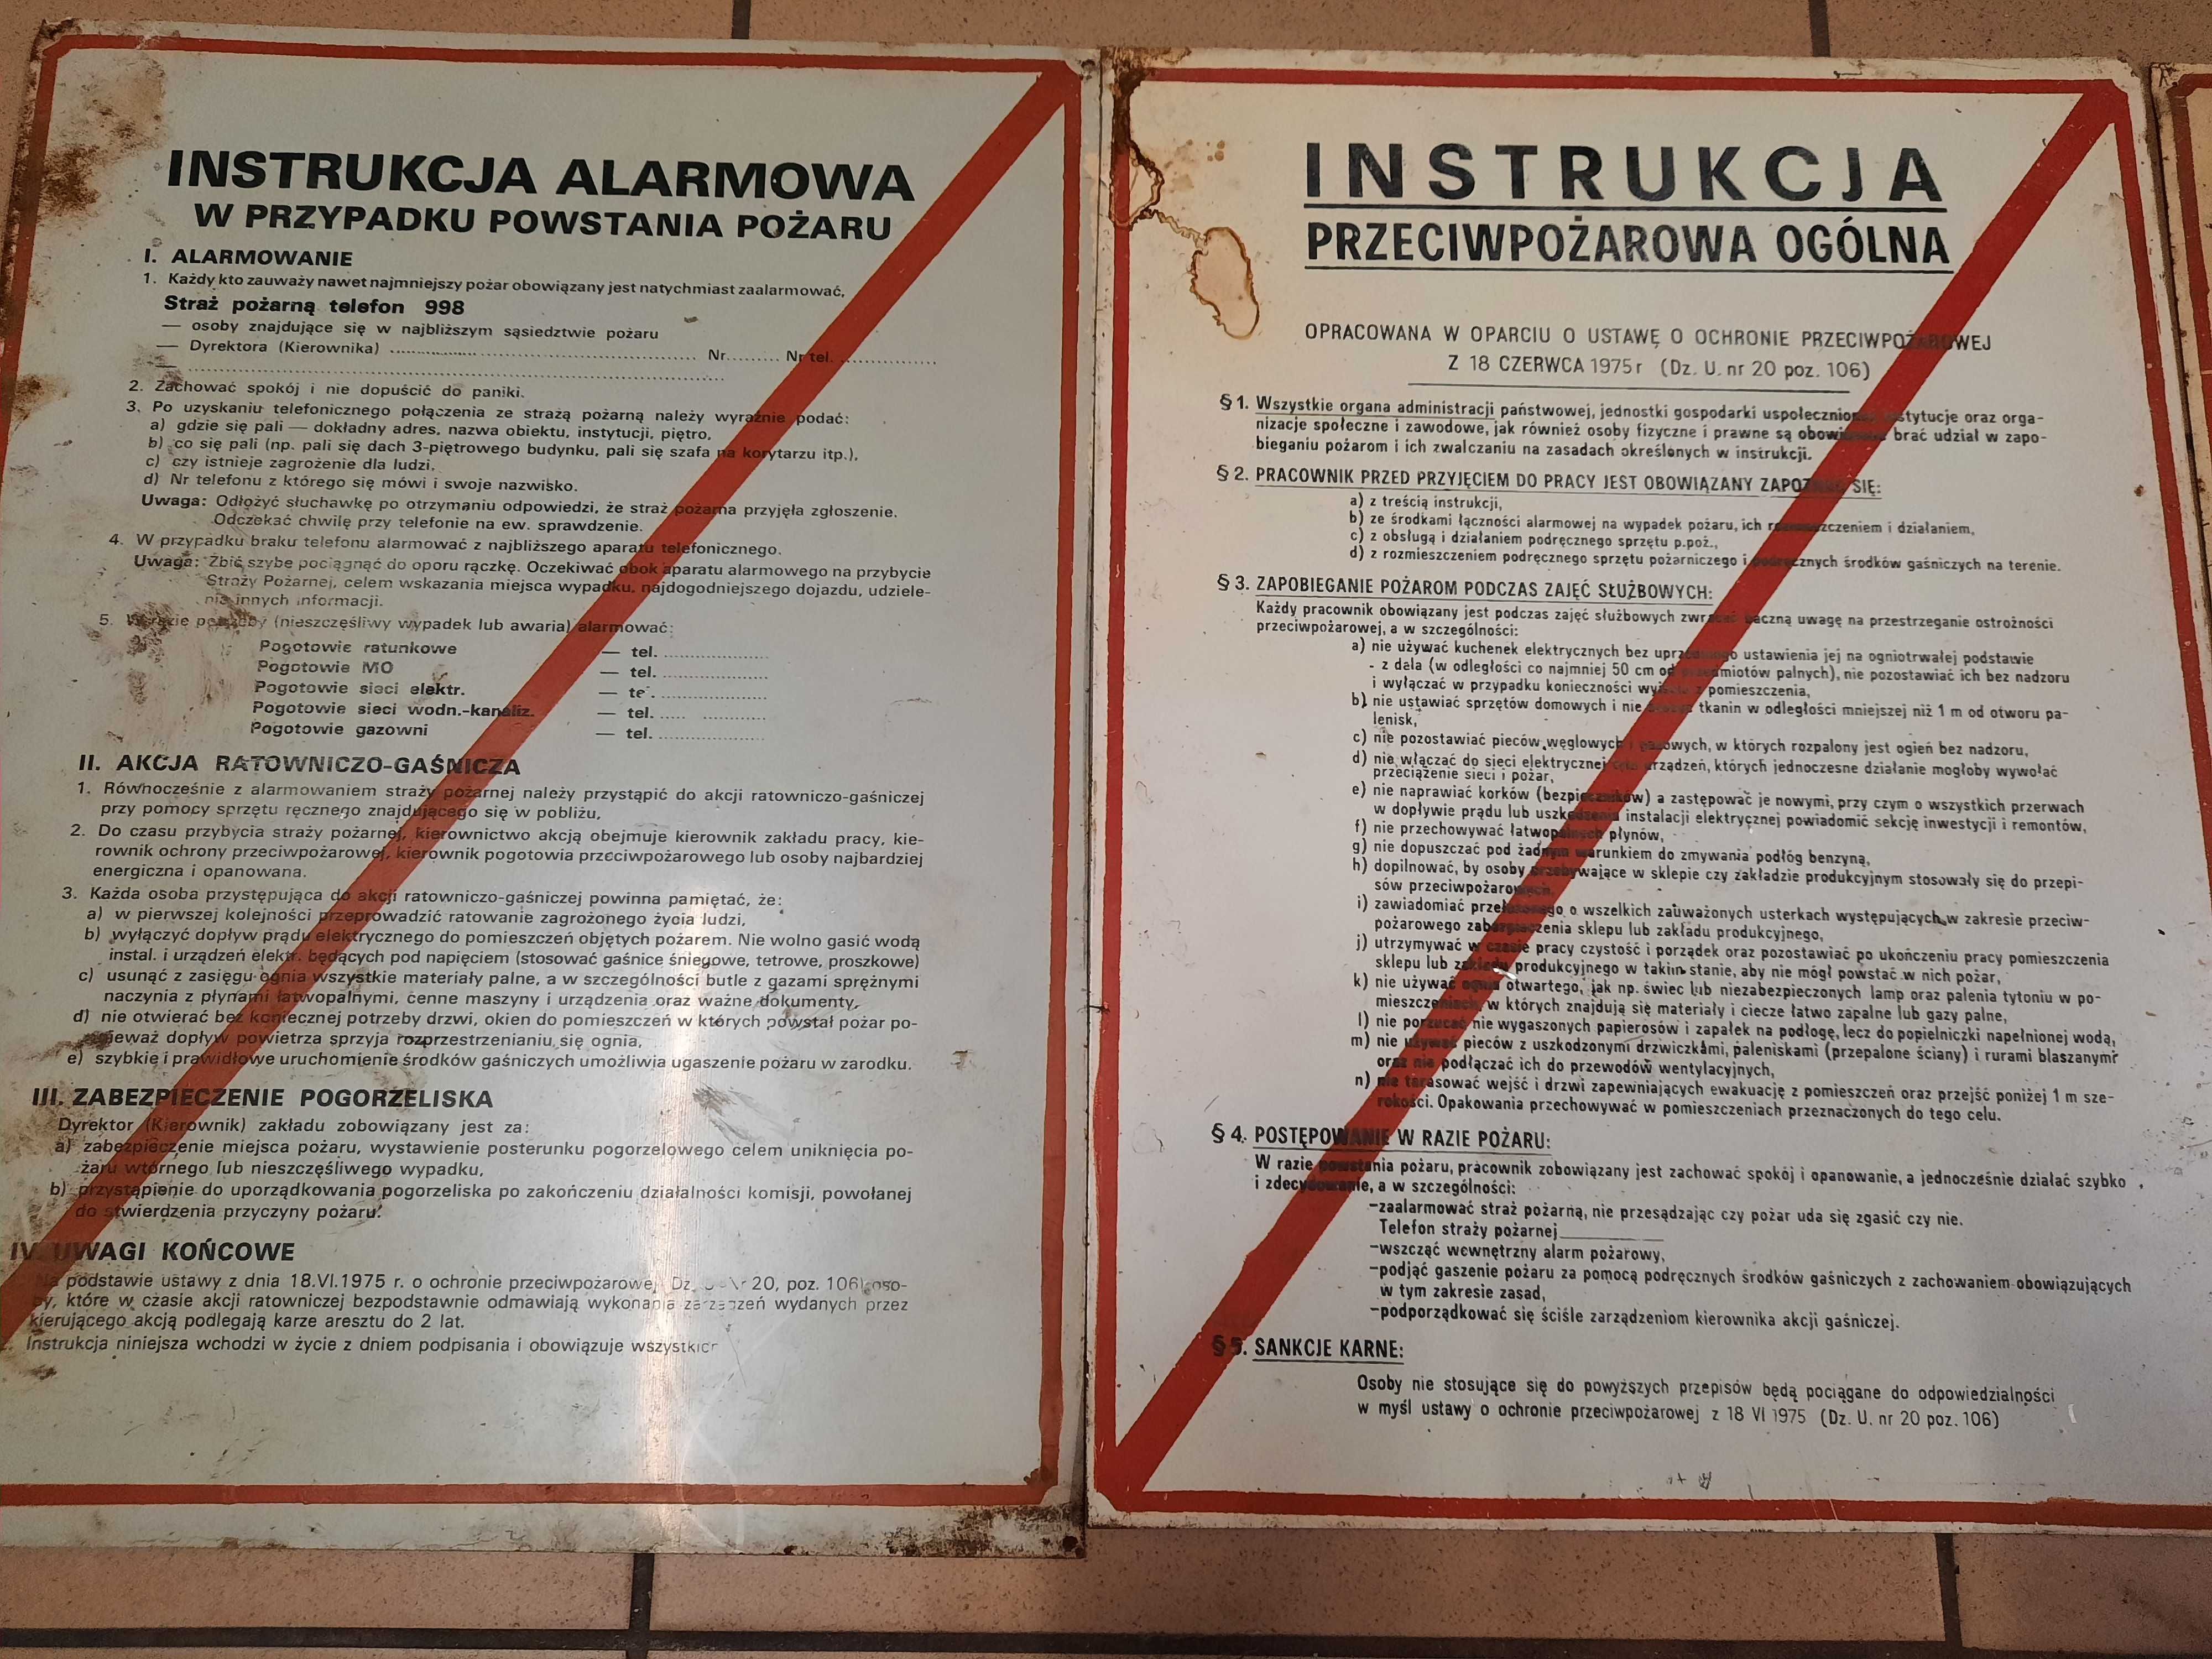 INSTRUKCJA ALARMOWA
W PRZYPADKU POWSTANIA POŻARU
I. ALARMOWANIE
1. Każdy kto zauważy nawet najmniejszy pożar obowiązany jest natychmiast zaalarmować,
Straż pożarną telefon 998
— osoby znajdujące się w najbliższym sąsiedztwie pożaru
— Dyrektora (Kierownika) ........................ Nr......... Nr tel. ...............
— ........................
2. Zachować spokój i nie dopuścić do paniki.
3. Po uzyskaniu telefonicznego połączenia ze strażą pożarną należy wyraźnie podać:
a) gdzie się pali — dokładny adres, nazwa obiektu, instytucji, piętro,
b) co się pali (np. pali się dach 3-piętrowego budynku, pali się szafa na korytarzu itp.),
c) czy istnieje zagrożenie dla ludzi.
d) Nr telefonu z którego się mówi i swoje nazwisko.
Uwaga: Odłożyć słuchawkę po otrzymaniu odpowiedzi, że straż pożarna przyjęła zgłoszenie.
Odczekać chwilę przy telefonie na ew. sprawdzenie.
4. W przypadku braku telefonu alarmować z najbliższego aparatu telefonicznego.
Uwaga: Zbić szybę pociągnąć do oporu rączkę. Oczekiwać obok aparatu alarmowego na przybycie
Straży Pożarnej, celem wskazania miejsca wypadku, najdogodniejszego dojazdu, udziele-
nia innych informacji.
5. W razie potrzeby (nieszczęśliwy wypadek lub awaria) alarmować:
Pogotowie ratunkowe — tel. ...............
Pogotowie MO — tel. ...............
Pogotowie sieci elektr. — tel. ...............
Pogotowie sieci wodn.-kanaliz. — tel. ...............
Pogotowie gazowni — tel. ...............
II. AKCJA RATOWNICZO-GAŚNICZA
1. Równocześnie z alarmowaniem straży pożarnej należy przystąpić do akcji ratowniczo-gaśniczej
przy pomocy sprzętu ręcznego znajdującego się w pobliżu,
2. Do czasu przybycia straży pożarnej, kierownictwo akcją obejmuje kierownik zakładu pracy, kie-
rownik ochrony przeciwpożarowej, kierownik pogotowia przeciwpożarowego lub osoby najbardziej
energiczna i opanowana.
3. Każda osoba przystępująca do akcji ratowniczo-gaśniczej powinna pamiętać, że:
a) w pierwszej kolejności przeprowadzić ratowanie zagrożonego życia ludzi,
b) wyłączyć dopływ prądu elektrycznego do pomieszczeń objętych pożarem. Nie wolno gasić wodą
instal. i urządzeń elektr. będących pod napięciem (stosować gaśnice śniegowe, tetrowe, proszkowe)
c) usunąć z zasięgu ognia wszystkie materiały palne, a w szczególności butle z gazami sprężnymi
naczynia z płynami łatwopalnymi, cenne maszyny i urządzenia oraz ważne dokumenty,
d) nie otwierać bez koniecznej potrzeby drzwi, okien do pomieszczeń w których powstał pożar po-
nieważ dopływ powietrza sprzyja rozprzestrzenianiu się ognia,
e) szybkie i prawidłowe uruchomienie środków gaśniczych umożliwia ugaszenie pożaru w zarodku.
III. ZABEZPIECZENIE POGORZELISKA
Dyrektor (Kierownik) zakładu zobowiązany jest za:
a) zabezpieczenie miejsca pożaru, wystawienie posterunku pogorzelowego celem uniknięcia po-
żaru wtórnego lub nieszczęśliwego wypadku,
b) przystąpienie do uporządkowania pogorzeliska po zakończeniu działalności komisji, powołanej
do stwierdzenia przyczyny pożaru.
IV. UWAGI KOŃCOWE
Na podstawie ustawy z dnia 18.VI.1975 r. o ochronie przeciwpożarowej Dz. U. Nr 20, poz. 106) oso-
by, które w czasie akcji ratowniczej bezpodstawnie odmawiają wykonania zarządzeń wydanych przez
kierującego akcją podlegają karze aresztu do 2 lat.
Instrukcja niniejsza wchodzi w życie z dniem podpisania i obowiązuje wszystkich
INSTRUKCJA
PRZECIWPOŻAROWA OGÓLNA
OPRACOWANA W OPARCIU O USTAWĘ O OCHRONIE PRZECIWPOŻAROWEJ
Z 18 CZERWCA 1975r (Dz. U. nr 20 poz. 106)
§ 1. Wszystkie organa administracji państwowej, jednostki gospodarki uspołecznionej, instytucje oraz orga-
nizacje społeczne i zawodowe, jak również osoby fizyczne i prawne są obowiązane brać udział w zapo-
bieganiu pożarom i ich zwalczaniu na zasadach określonych w instrukcji.
§ 2. PRACOWNIK PRZED PRZYJĘCIEM DO PRACY JEST OBOWIĄZANY ZAPOZNAĆ SIĘ:
a) z treścią instrukcji,
b) ze środkami łączności alarmowej na wypadek pożaru, ich rozmieszczeniem i działaniem,
c) z obsługą i działaniem podręcznego sprzętu p.poż.,
d) z rozmieszczeniem podręcznego sprzętu pożarniczego i podręcznych środków gaśniczych na terenie.
§ 3. ZAPOBIEGANIE POŻAROM PODCZAS ZAJĘĆ SŁUŻBOWYCH:
Każdy pracownik obowiązany jest podczas zajęć służbowych zwracać baczną uwagę na przestrzeganie ostrożności
przeciwpożarowej, a w szczególności:
a) nie używać kuchenek elektrycznych bez uprzedniego ustawienia jej na ogniotrwałej podstawie
- z dala (w odległości co najmniej 50 cm od przedmiotów palnych), nie pozostawiać ich bez nadzoru
i wyłączać w przypadku konieczności wyjścia z pomieszczenia,
b) nie ustawiać sprzętów domowych i nie tkanin w odległości mniejszej niż 1 m od otworu pa-
lenisk,
c) nie pozostawiać pieców węglowych i gazowych, w których rozpalony jest ogień bez nadzoru,
d) nie włączać do sieci elektrycznej urządzeń, których jednoczesne działanie mogłoby wywołać
przeciążenie sieci i pożar,
e) nie naprawiać korków (bezpieczników) a zastępować je nowymi, przy czym o wszystkich przerwach
w dopływie prądu lub uszkodzeniu instalacji elektrycznej powiadomić sekcję inwestycji i remontów,
f) nie przechowywać łatwopalnych płynów,
g) nie dopuszczać pod żadnym warunkiem do zmywania podłóg benzyną,
h) dopilnować, by osoby przebywające w sklepie czy zakładzie produkcyjnym stosowały się do przepi-
sów przeciwpożarowych,
i) zawiadomiać przełożonego o wszelkich zauważonych usterkach występujących w zakresie przeciw-
pożarowego zabezpieczenia sklepu lub zakładu produkcyjnego,
j) utrzymywać w czasie pracy czystość i porządek oraz pozostawiać po ukończeniu pracy pomieszczenia
sklepu lub zakładu produkcyjnego w takim stanie, aby nie mógł powstać w nich pożar,
k) nie używać ognia otwartego, jak np. świec lub niezabezpieczonych lamp oraz palenia tytoniu w po-
mieszczeniach, w których znajdują się materiały i ciecze łatwo zapalne lub gazy palne,
l) nie porzucać nie wygaszonych papierosów i zapałek na podłogę, lecz do popielniczki napełnionej wodą,
m) nie używać pieców z uszkodzonymi drzwiczkami, paleniskami (przepalone ściany) i rurami blaszanymi
oraz nie podłączać ich do przewodów wentylacyjnych,
n) nie tarasować wejść i drzwi zapewniających ewakuację z pomieszczeń oraz przejść poniżej 1 m sze-
rokości. Opakowania przechowywać w pomieszczeniach przeznaczonych do tego celu.
§ 4. POSTĘPOWANIE W RAZIE POŻARU:
W razie powstania pożaru, pracownik zobowiązany jest zachować spokój i opanowanie, a jednocześnie działać szybko
i zdecydowanie, a w szczególności:
-zaalarmować straż pożarną, nie przesądzając czy pożar uda się zgasić czy nie.
Telefon straży pożarnej____________
-wszcząć wewnętrzny alarm pożarowy,
-podjąć gaszenie pożaru za pomocą podręcznych środków gaśniczych z zachowaniem obowiązujących
w tym zakresie zasad,
-podporządkować się ściśle zarządzeniom kierownika akcji gaśniczej.
§ 5. SANKCJE KARNE:
Osoby nie stosujące się do powyższych przepisów będą pociągane do odpowiedzialności
w myśl ustawy o ochronie przeciwpożarowej z 18 VI 1975 (Dz. U. nr 20 poz. 106)